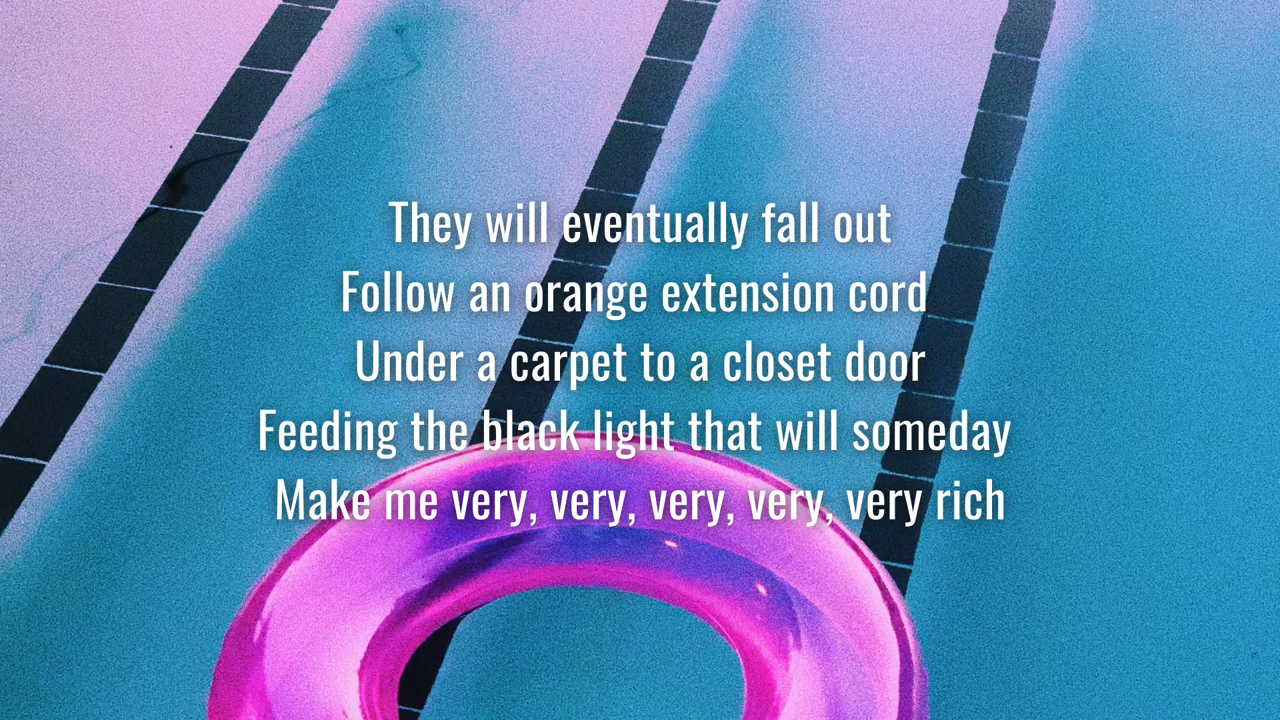 They will eventually fall out
Follow an orange extension cord
Under a carpet to a closet door
Feeding the black light that will someday
Make me very, very, very, very, very rich